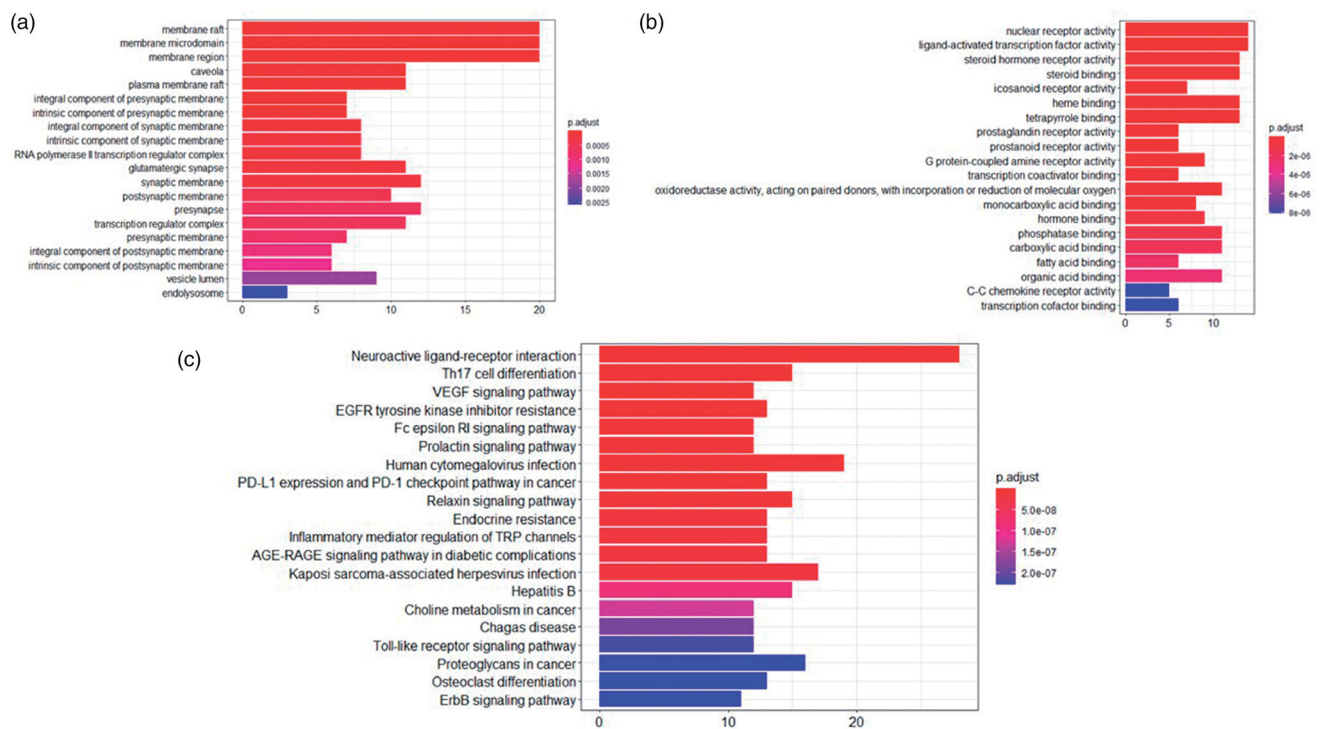 (a)
membrane raft
membrane microdomain
membrane region
caveola
plasma membrane raft
integral component of presynaptic membrane
intrinsic component of presynaptic membrane
integral component of synaptic membrane
intrinsic component of synaptic membrane
RNA polymerase II transcription regulator complex
glutamatergic synapse
synaptic membrane
postsynaptic membrane
presynapse
transcription regulator complex
presynaptic membrane
integral component of postsynaptic membrane
intrinsic component of postsynaptic membrane
vesicle lumen
endolysosome
0 5 10 15 20
p.adjust
0.0005
0.0010
0.0015
0.0020
0.0025
(b)
nuclear receptor activity
ligand-activated transcription factor activity
steroid hormone receptor activity
steroid binding
icosanoid receptor activity
heme binding
tetrapyrrole binding
prostaglandin receptor activity
prostanoid receptor activity
G protein-coupled amine receptor activity
transcription coactivator binding
oxidoreductase activity, acting on paired donors, with incorporation or reduction of molecular oxygen
monocarboxylic acid binding
hormone binding
phosphatase binding
carboxylic acid binding
fatty acid binding
organic acid binding
C-C chemokine receptor activity
transcription cofactor binding
0 5 10
p.adjust
2e-06
4e-06
6e-06
8e-06
(c)
Neuroactive ligand-receptor interaction
Th17 cell differentiation
VEGF signaling pathway
EGFR tyrosine kinase inhibitor resistance
Fc epsilon RI signaling pathway
Prolactin signaling pathway
Human cytomegalovirus infection
PD-L1 expression and PD-1 checkpoint pathway in cancer
Relaxin signaling pathway
Endocrine resistance
Inflammatory mediator regulation of TRP channels
AGE-RAGE signaling pathway in diabetic complications
Kaposi sarcoma-associated herpesvirus infection
Hepatitis B
Choline metabolism in cancer
Chagas disease
Toll-like receptor signaling pathway
Proteoglycans in cancer
Osteoclast differentiation
ErbB signaling pathway
0 10 20
p.adjust
5.0e-08
1.0e-07
1.5e-07
2.0e-07